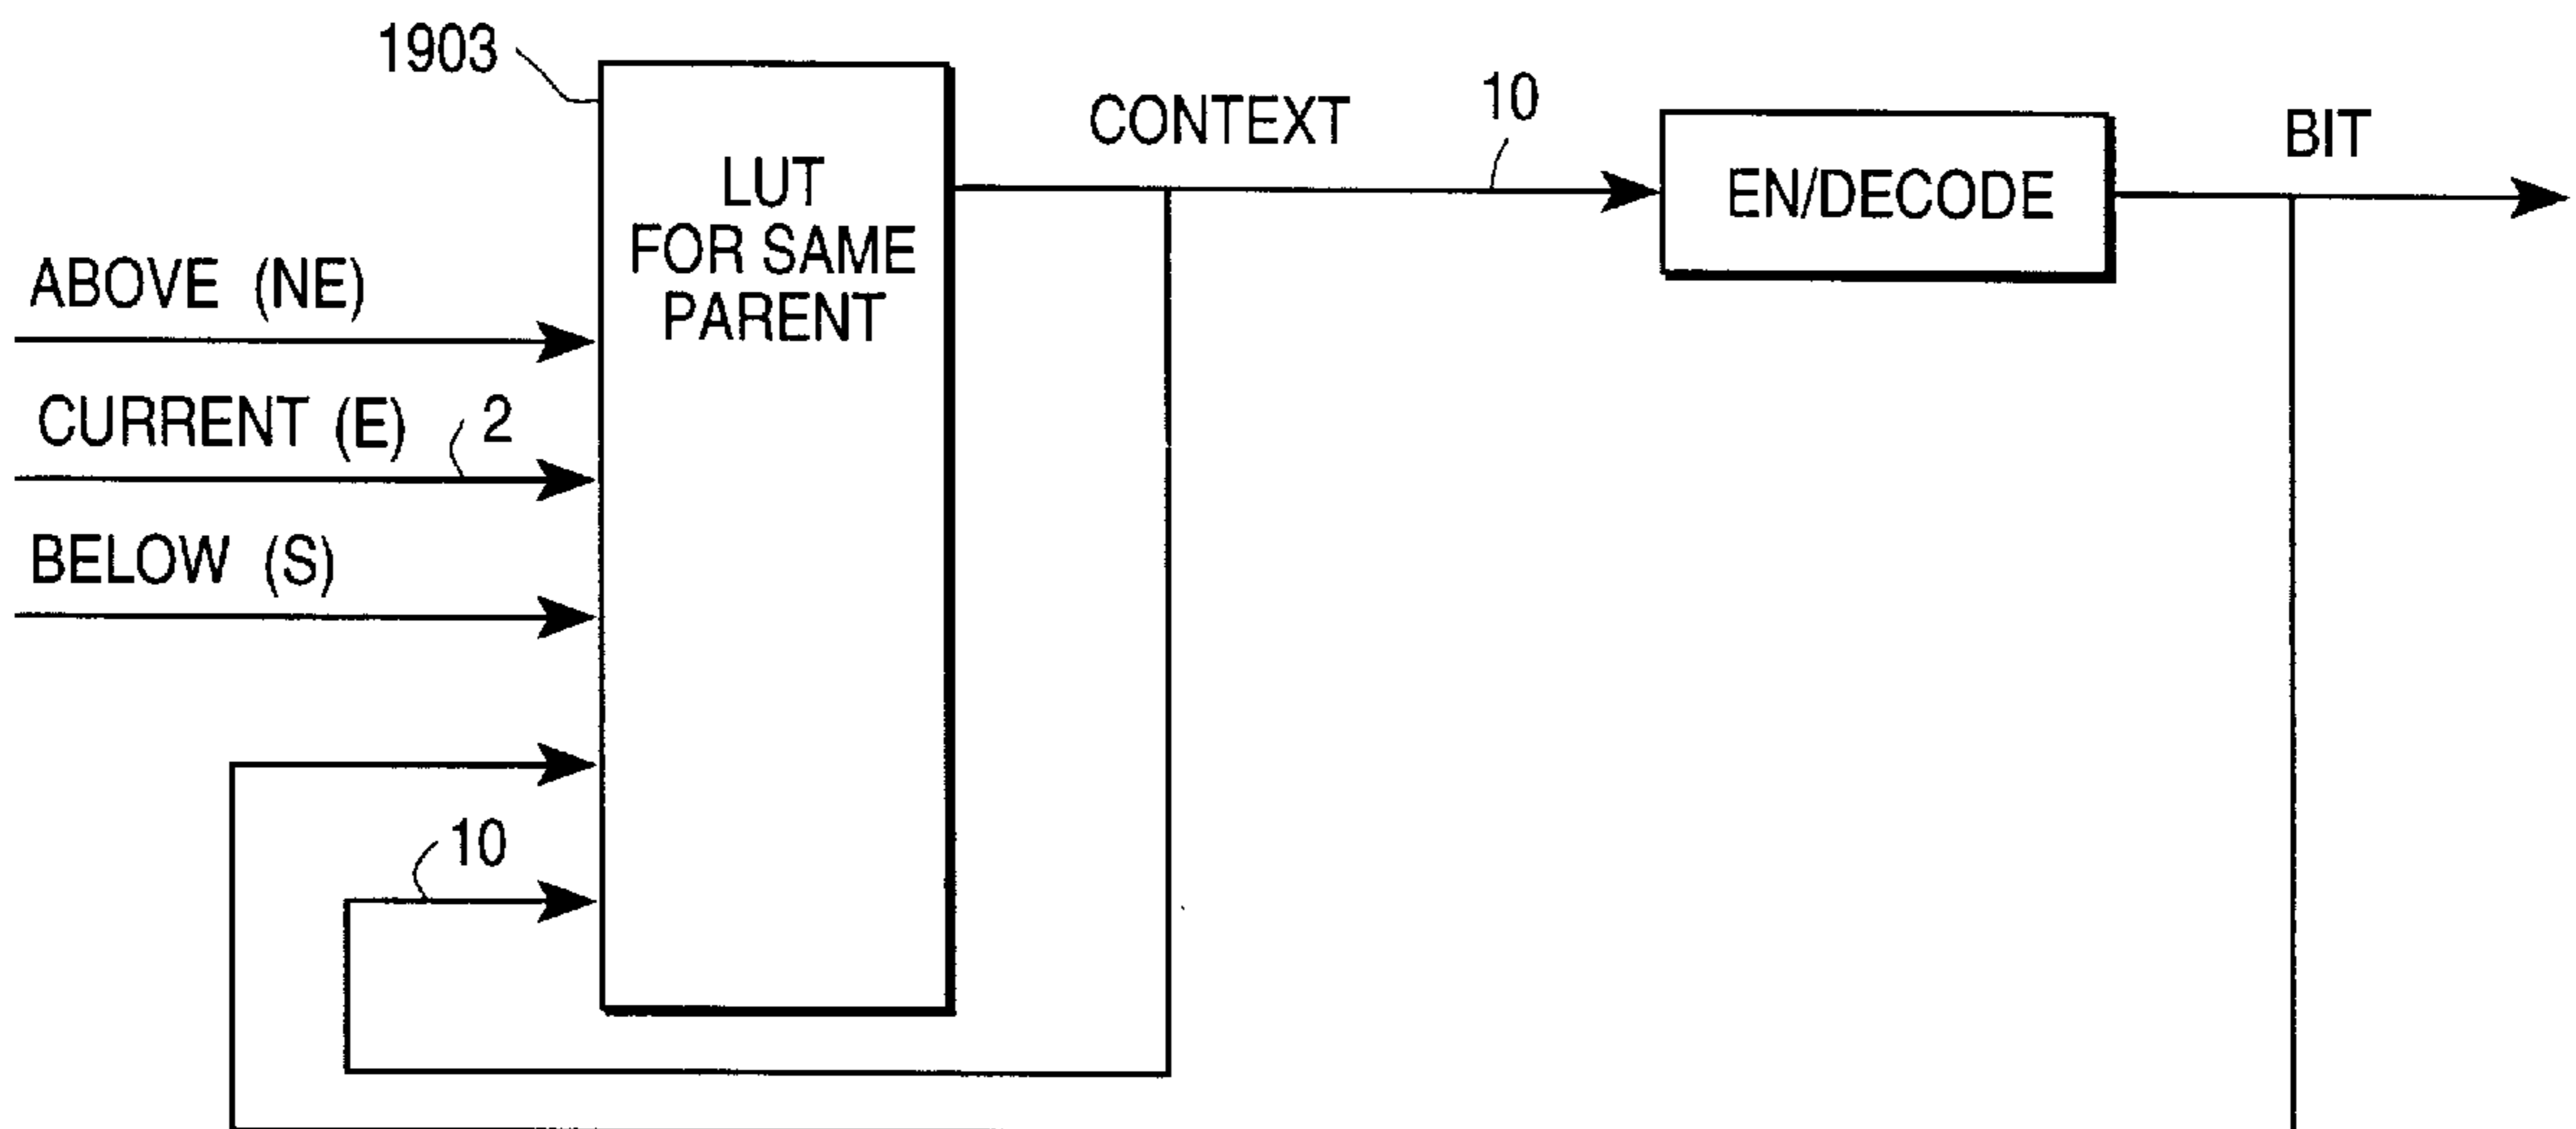 1903
LUT
FOR SAME
PARENT
CONTEXT
10
EN/DECODE
BIT
ABOVE (NE)
CURRENT (E)
2
BELOW (S)
10